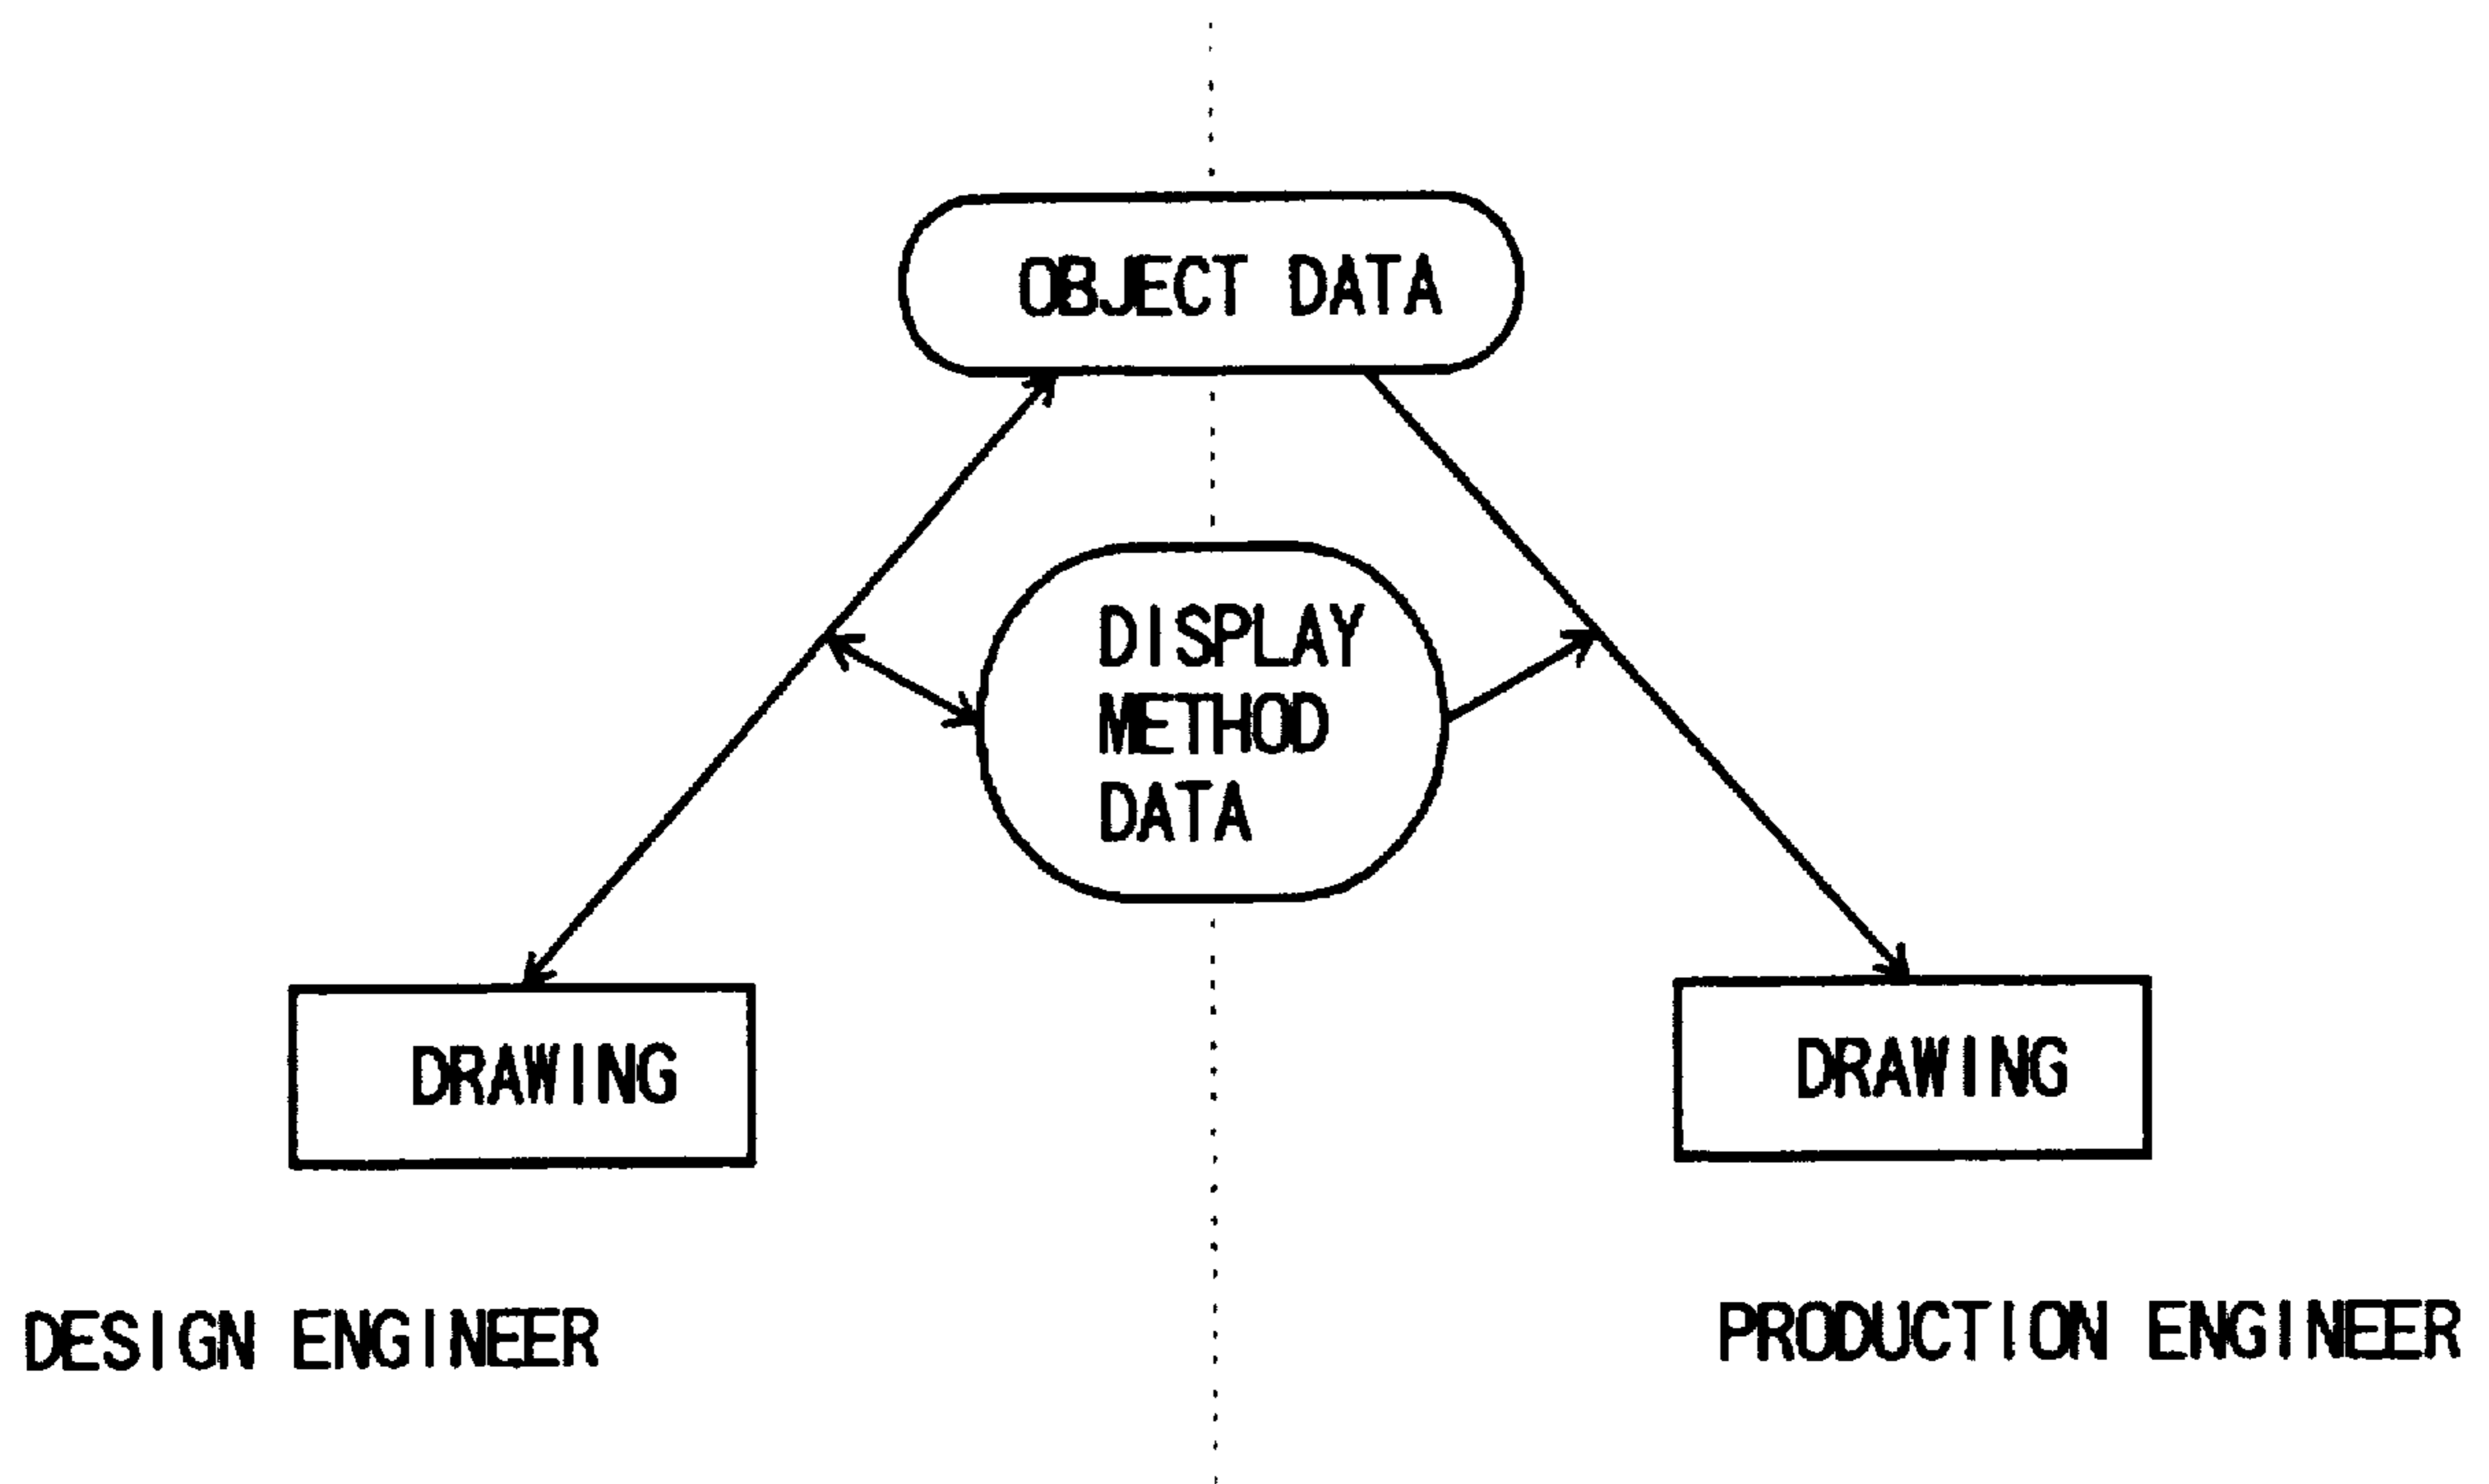 OBJECT DATA
DISPLAY
METHOD
DATA
DRAWING
DRAWING
DESIGN ENGINEER
PRODUCTION ENGINEER